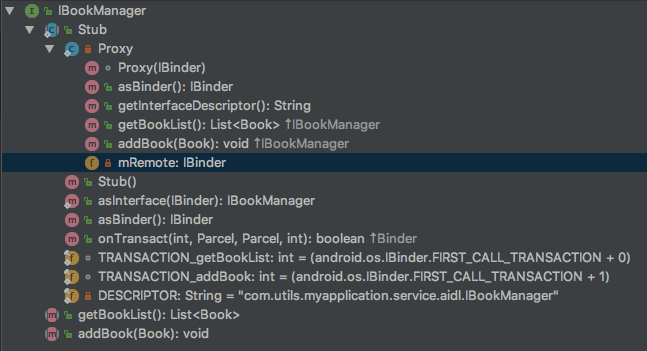 IBookManager
Stub
Proxy
Proxy(IBinder)
asBinder(): IBinder
getInterfaceDescriptor(): String
getBookList(): List<Book> ↑IBookManager
addBook(Book): void ↑IBookManager
mRemote: IBinder
Stub()
asInterface(IBinder): IBookManager
asBinder(): IBinder
onTransact(int, Parcel, Parcel, int): boolean ↑Binder
TRANSACTION_getBookList: int = (android.os.IBinder.FIRST_CALL_TRANSACTION + 0)
TRANSACTION_addBook: int = (android.os.IBinder.FIRST_CALL_TRANSACTION + 1)
DESCRIPTOR: String = "com.utils.myapplication.service.aidl.IBookManager"
getBookList(): List<Book>
addBook(Book): void